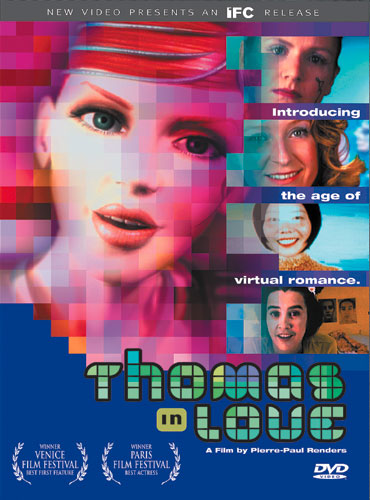 NEW VIDEO PRESENTS AN iFC RELEASE
Introducing
the age of
virtual romance.
Thomas
in Love
A Film by Pierre-Paul Renders
WINNER
VENICE
FILM FESTIVAL
BEST FIRST FEATURE
WINNER
PARIS
FILM FESTIVAL
BEST ACTRESS
DVD
VIDEO